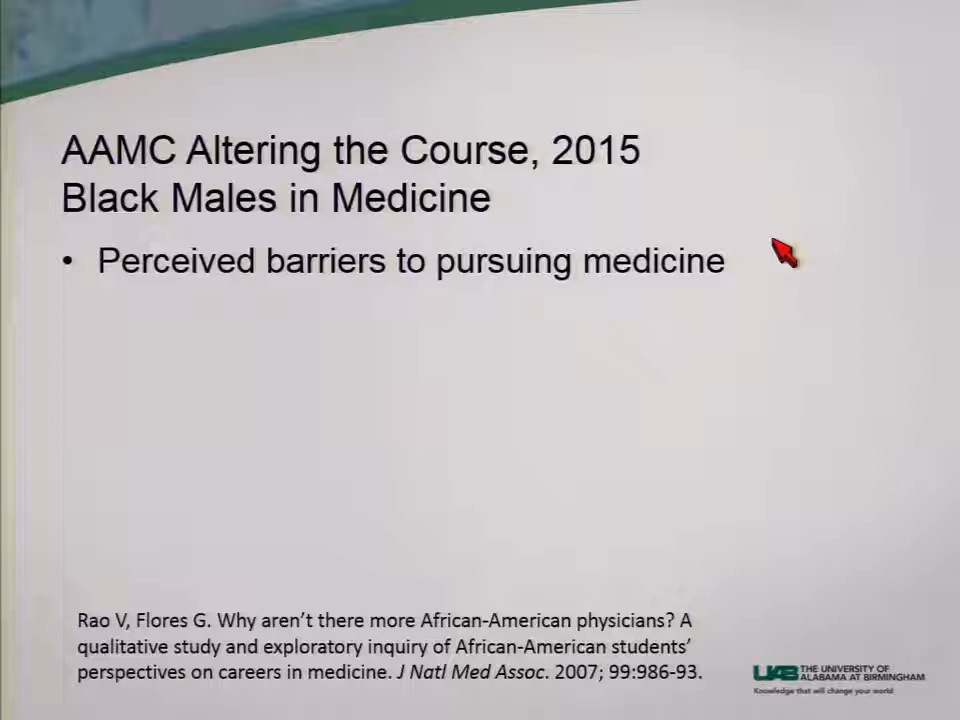 AAMC Altering the Course, 2015
Black Males in Medicine
• Perceived barriers to pursuing medicine
Rao V, Flores G. Why aren't there more African-American physicians? A
qualitative study and exploratory inquiry of African-American students'
perspectives on careers in medicine. J Natl Med Assoc. 2007; 99:986-93.
UAB THE UNIVERSITY OF
ALABAMA AT BIRMINGHAM
Knowledge that will change your world